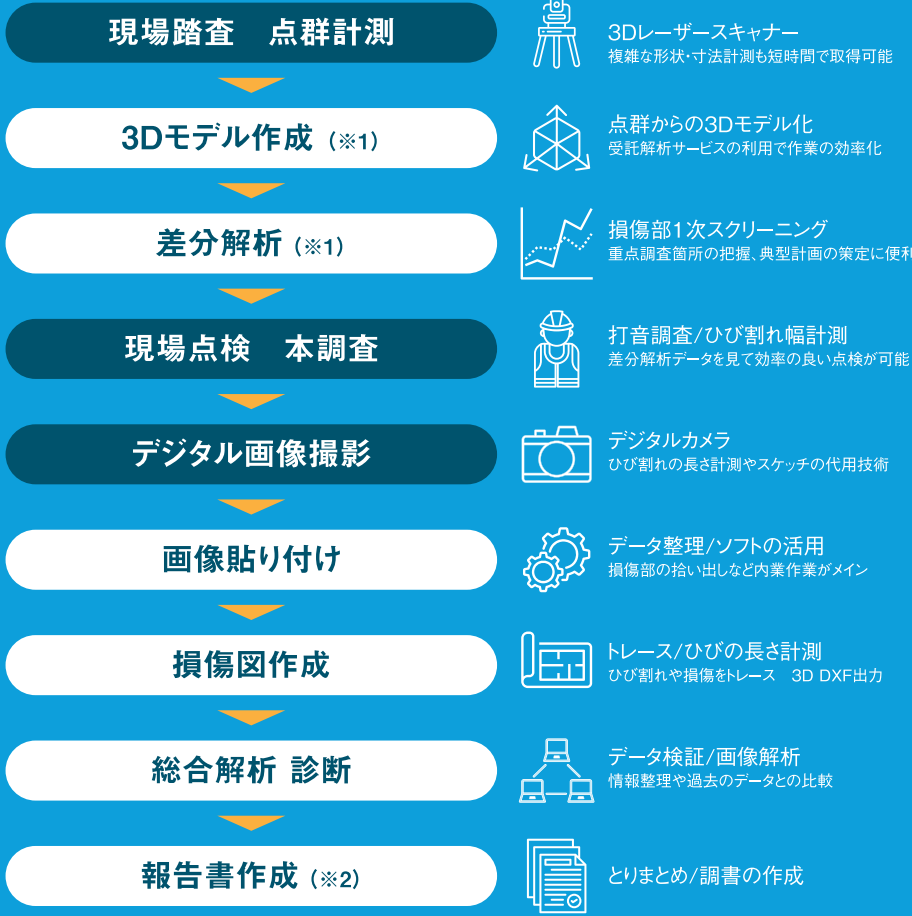 現場踏査　点群計測
3Dレーザースキャナー
複雑な形状・寸法計測も短時間で取得可能
3Dモデル作成（※1）
点群からの3Dモデル化
受託解析サービスの利用で作業の効率化
差分解析（※1）
損傷部1次スクリーニング
重点調査箇所の把握、典型計画の策定に便利
現場点検　本調査
打音調査/ひび割れ幅計測
差分解析データを見て効率の良い点検が可能
デジタル画像撮影
デジタルカメラ
ひび割れの長さ計測やスケッチの代用技術
画像貼り付け
データ整理/ソフトの活用
損傷部の拾い出しなど内業作業がメイン
損傷図作成
トレース/ひびの長さ計測
ひび割れや損傷をトレース　3D DXF出力
総合解析 診断
データ検証/画像解析
情報整理や過去のデータとの比較
報告書作成（※2）
とりまとめ/調書の作成